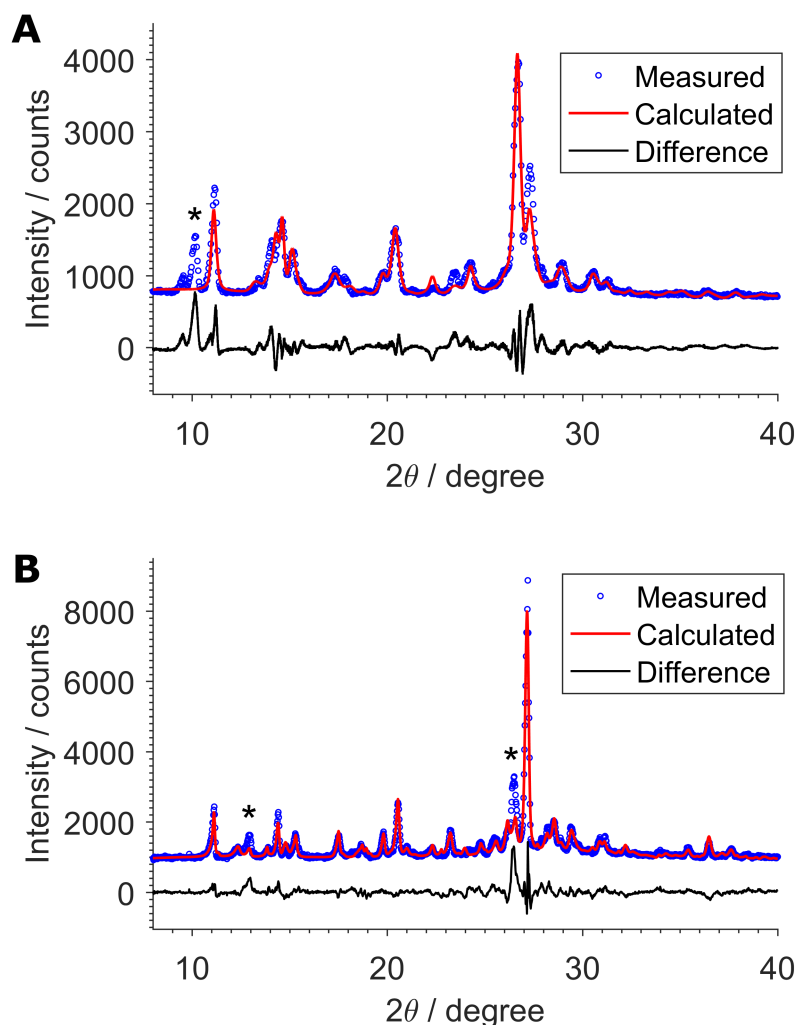 A
Intensity / counts
4000
3000
2000
1000
0
*
Measured
Calculated
Difference
10
20
30
40
2θ / degree
B
Intensity / counts
8000
6000
4000
2000
0
*
*
Measured
Calculated
Difference
10
20
30
40
2θ / degree